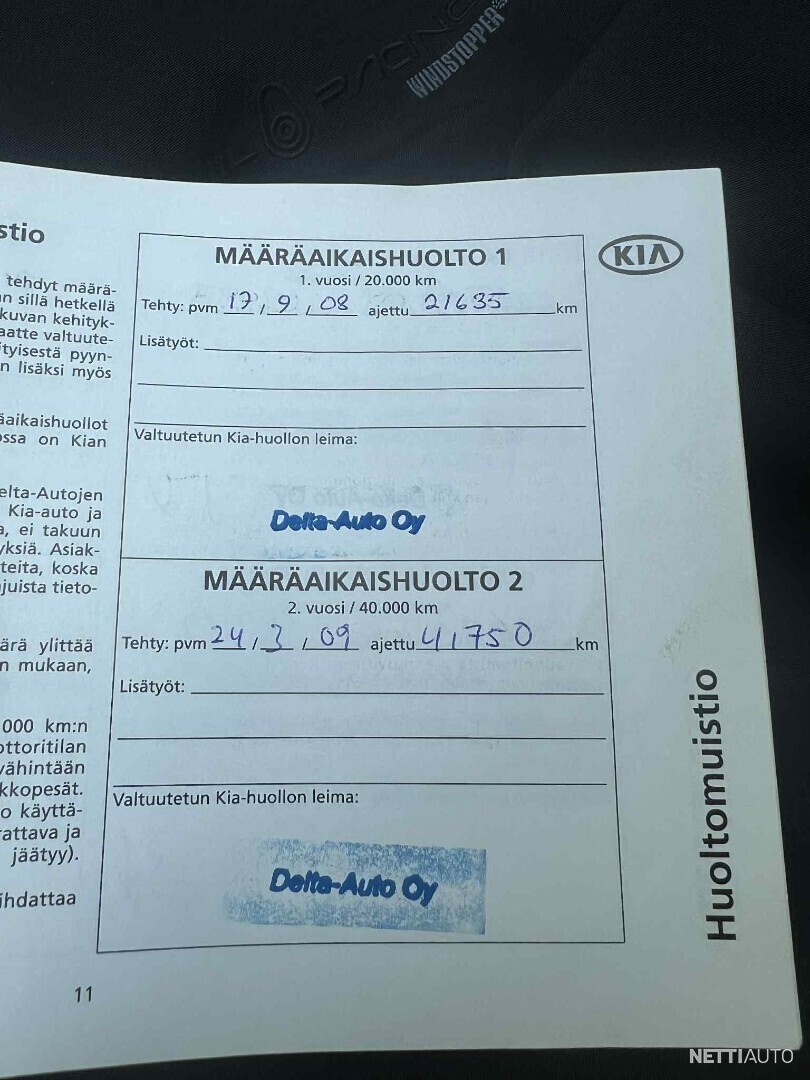 RACING
WINDSTOPPER
stio
tehdyt määrä-
n sillä hetkellä
kuvan kehityk-
aatte valtuute-
ityisestä pyyn-
n lisäksi myös
äaikaishuollot
ossa on Kian
elta-Autojen
Kia-auto ja
a, ei takuun
yksiä. Asiak-
teita, koska
juista tieto-
ärä ylittää
n mukaan,
000 km:n
ottoritilan
vähintään
kkopesät.
o käyttä-
rattava ja
jäätyy).
ihdattaa
11
MÄÄRÄAIKAISHUOLTO 1
1. vuosi / 20.000 km
Tehty: pvm 17 / 9 / 08 ajettu 21635 km
Lisätyöt:
Valtuutetun Kia-huollon leima:
Delta-Auto Oy
MÄÄRÄAIKAISHUOLTO 2
2. vuosi / 40.000 km
Tehty: pvm 24 / 3 / 09 ajettu 41750 km
Lisätyöt:
Valtuutetun Kia-huollon leima:
Delta-Auto Oy
KIA
Huoltomuistio
NETTIAUTO